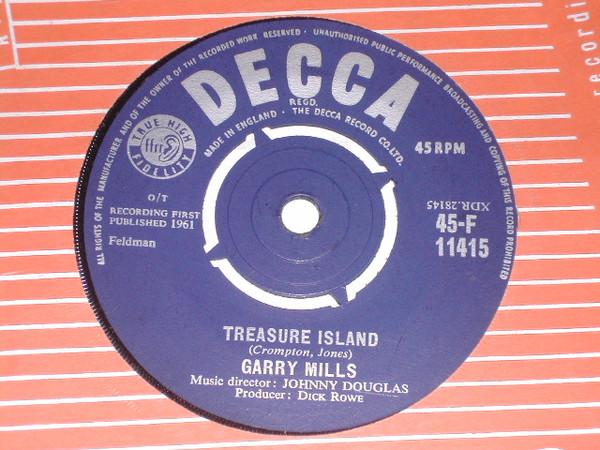 ALL RIGHTS OF THE MANUFACTURER AND OF THE OWNER OF THE RECORDED WORK RESERVED · UNAUTHORISED PUBLIC PERFORMANCE BROADCASTING AND COPYING OF THIS RECORD PROHIBITED
DECCA
REGD.
MADE IN ENGLAND · THE DECCA RECORD CO. LTD.
TRUE HIGH
ffrr
FIDELITY
45 RPM
O/T
RECORDING FIRST
PUBLISHED 1961
Feldman
XDR.28145
45-F
11415
TREASURE ISLAND
(Crompton, Jones)
GARRY MILLS
Music director: JOHNNY DOUGLAS
Producer: DICK ROWE
recordi